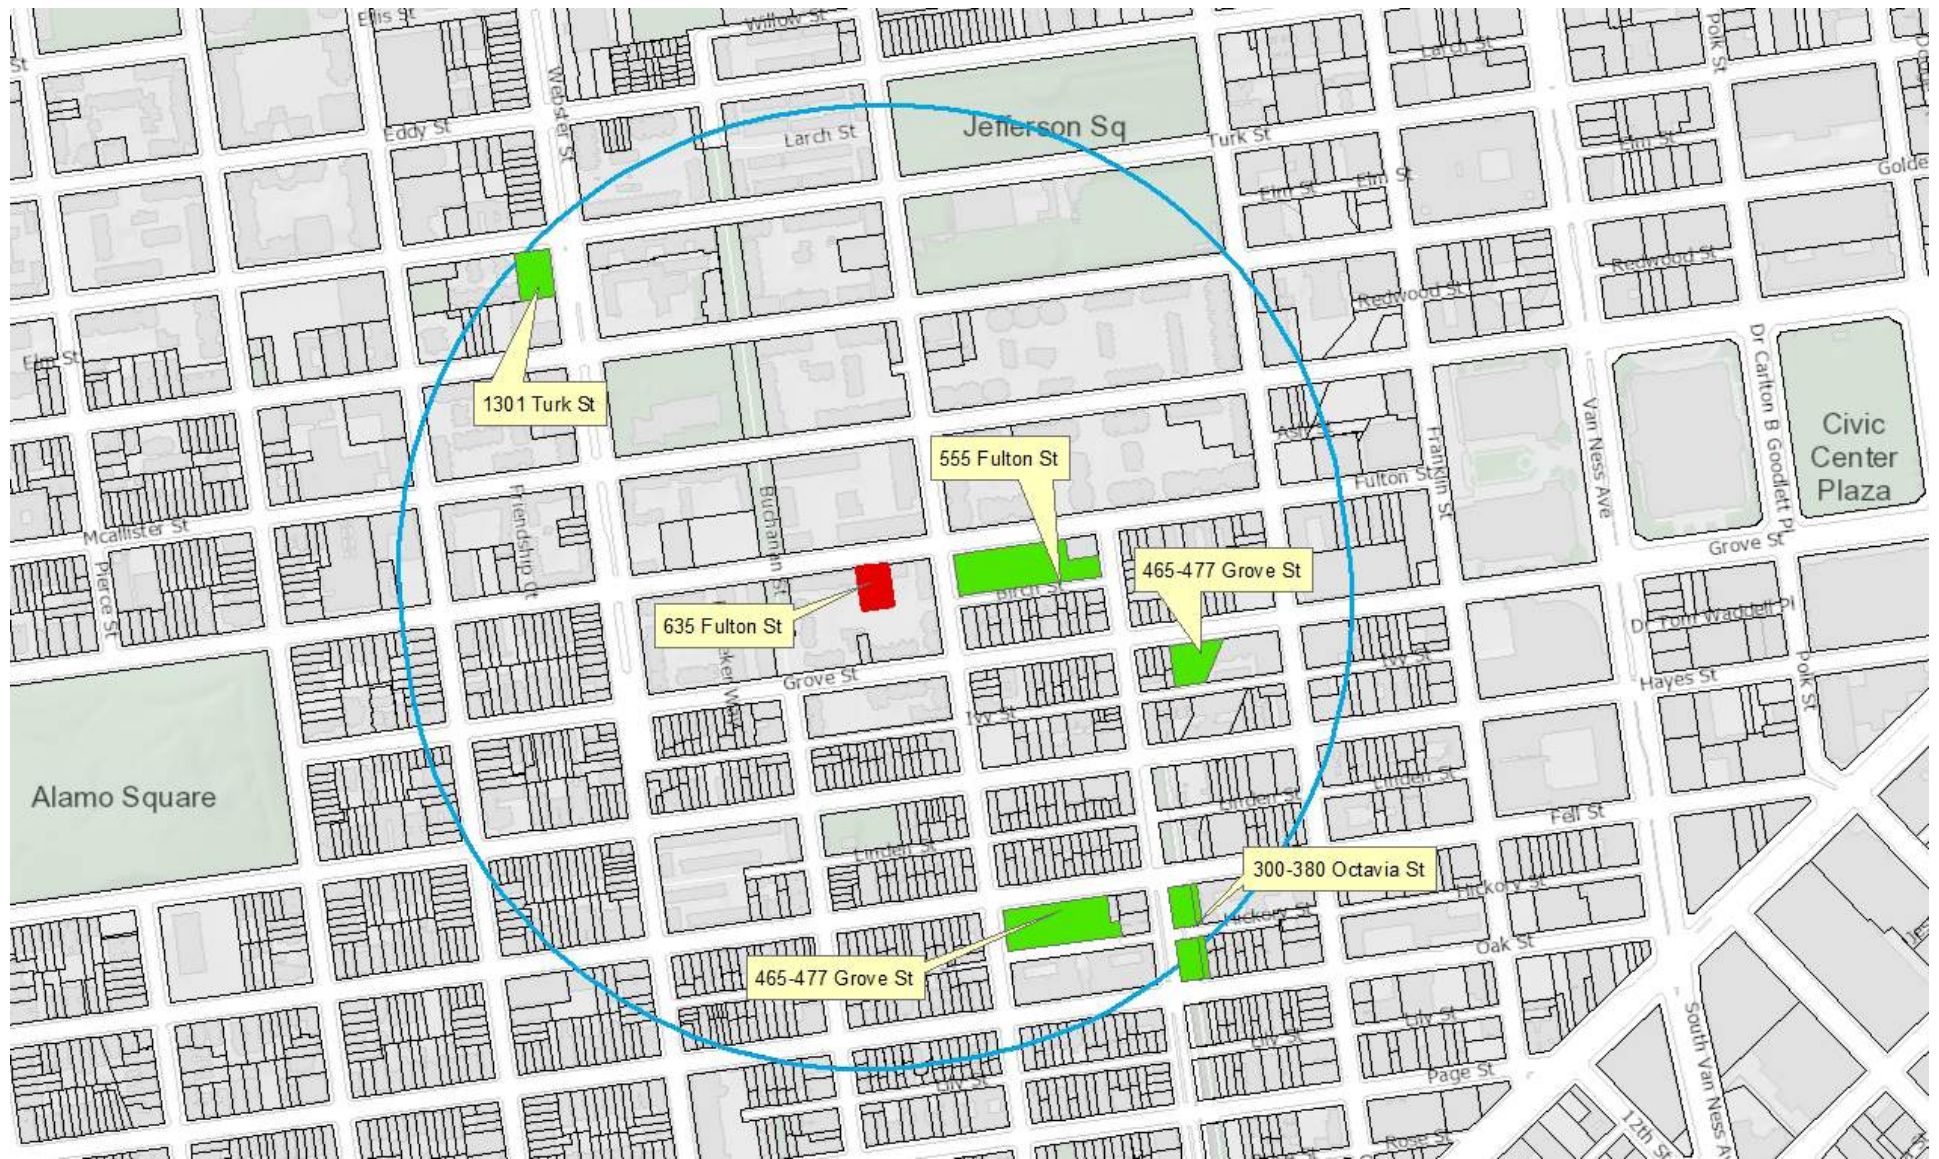 Ellis St
Willow St
Polk St
Larch St
St
Webster St
Eddy St
Larch St
Jefferson Sq
Turk St
Elm St
Golde
Elm St
Elm St
Redwood St
Redwood St
Elm St
1301 Turk St
Dr Carlton B Goodlett Pl
Van Ness Ave
Civic
Center
Plaza
Franklin St
555 Fulton St
Fulton St
Friendship Ct
Buchanan St
Mcallister St
Grove St
Pierce St
465-477 Grove St
Birch St
635 Fulton St
Dr Tom Waddell Pl
Ivy St
Polk St
Grove St
Hayes St
Ivy St
Alamo Square
Linden St
Linden St
Fell St
Linden St
300-380 Octavia St
Hickory St
Hickory St
Oak St
465-477 Grove St
Lily St
Lily St
South Van Ness A
Page St
Lily St
12th St
Rose St